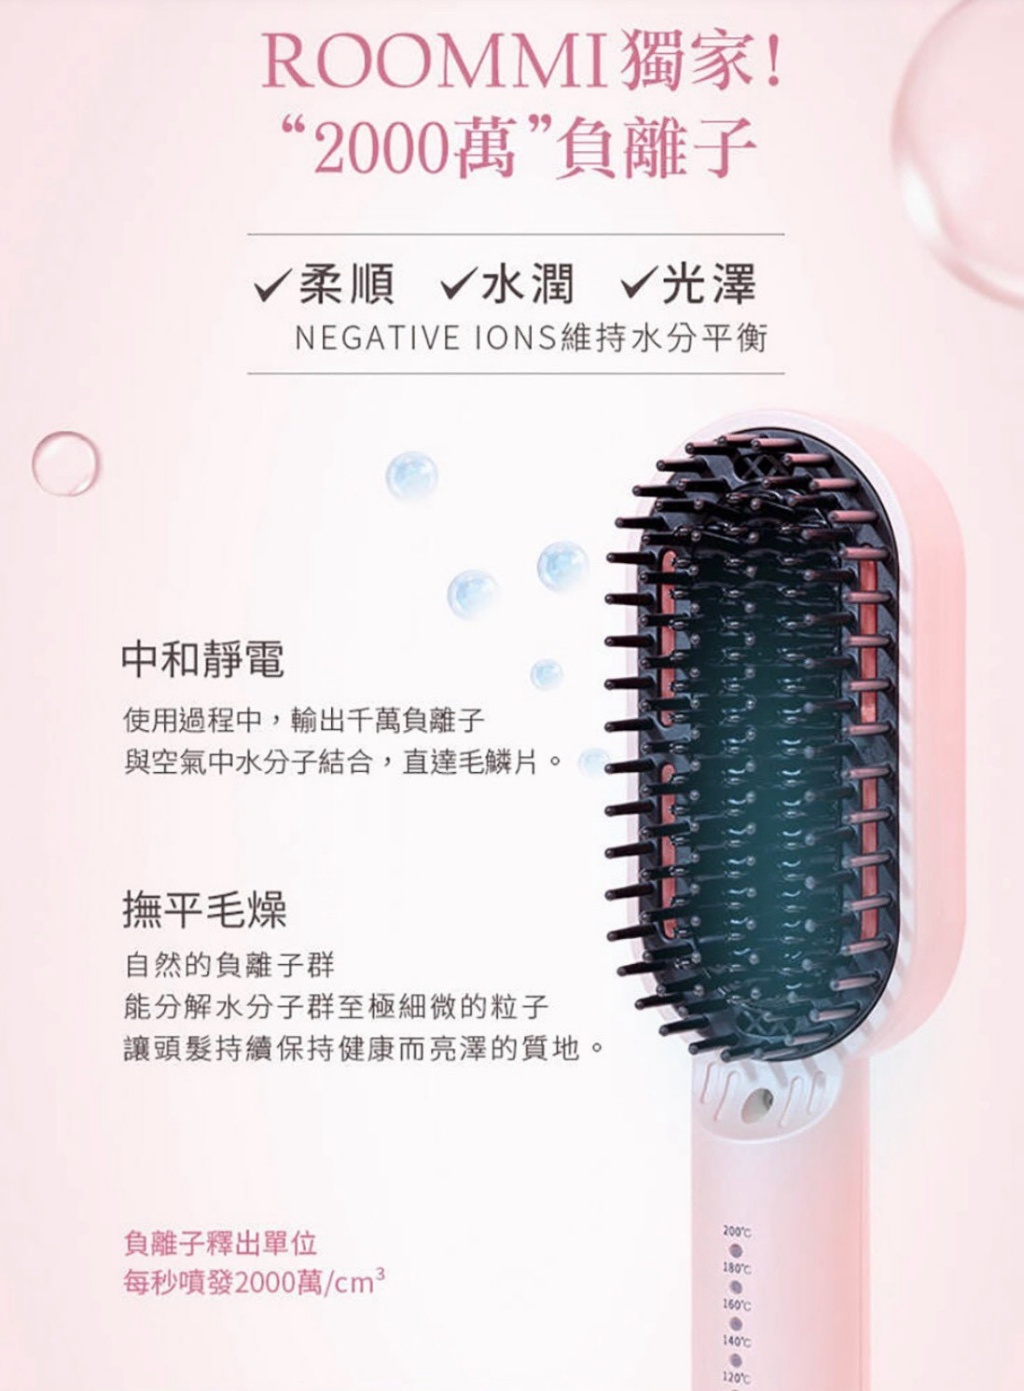 ROOMMI獨家!
“2000萬”負離子
✓柔順 ✓水潤 ✓光澤
NEGATIVE IONS維持水分平衡
中和靜電
使用過程中，輸出千萬負離子
與空氣中水分子結合，直達毛鱗片。
撫平毛燥
自然的負離子群
能分解水分子群至極細微的粒子
讓頭髮持續保持健康而亮澤的質地。
負離子釋出單位
每秒噴發2000萬/cm³
200℃
180℃
160℃
140℃
120℃